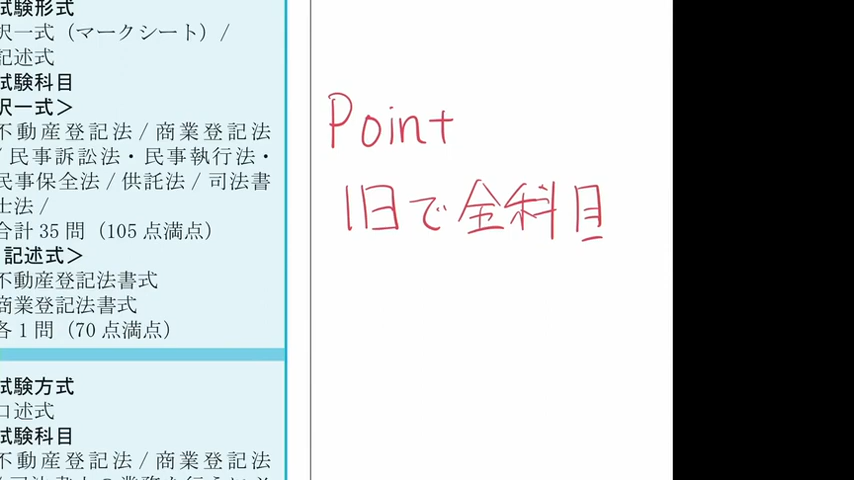 試験形式
択一式（マークシート）/
記述式
試験科目
択一式＞
不動産登記法 / 商業登記法
/ 民事訴訟法・民事執行法・
民事保全法 / 供託法 / 司法書
士法 /
合計 35 問（105 点満点）
記述式＞
不動産登記法書式
商業登記法書式
各 1 問（70 点満点）
試験方式
口述式
試験科目
不動産登記法 / 商業登記法
Point
1日で全科目